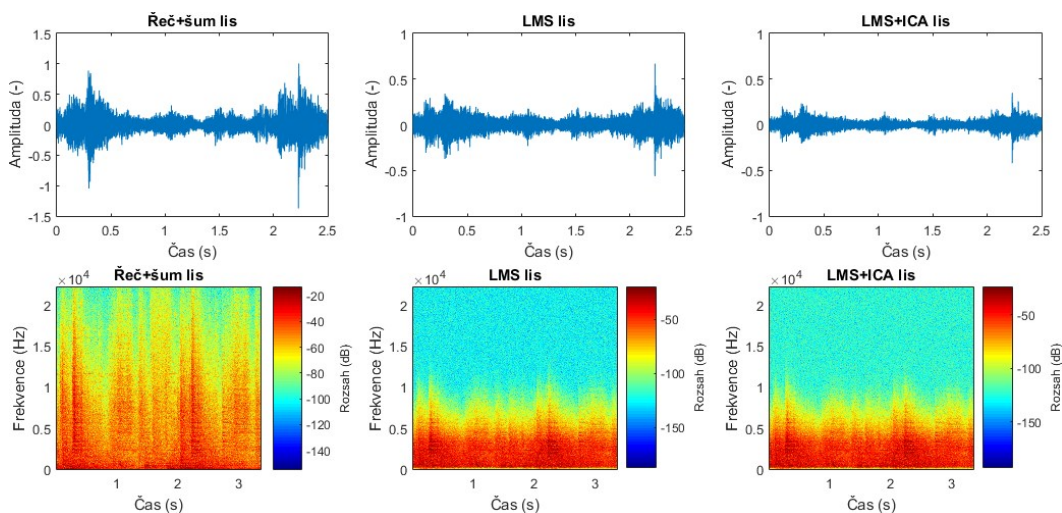 Řeč+šum lis
1.5
1
0.5
0
-0.5
-1
-1.5
Amplituda (-)
0 0.5 1 1.5 2 2.5
Čas (s)
LMS lis
1
0.5
0
-0.5
-1
Amplituda (-)
0 0.5 1 1.5 2 2.5
Čas (s)
LMS+ICA lis
1
0.5
0
-0.5
-1
Amplituda (-)
0 0.5 1 1.5 2 2.5
Čas (s)
Řeč+šum lis
×10⁴
2
1.5
1
0.5
0
Frekvence (Hz)
1 2 3
Čas (s)
-20
-40
-60
-80
-100
-120
-140
Rozsah (dB)
LMS lis
×10⁴
2
1.5
1
0.5
0
Frekvence (Hz)
1 2 3
Čas (s)
-50
-100
-150
Rozsah (dB)
LMS+ICA lis
×10⁴
2
1.5
1
0.5
0
Frekvence (Hz)
1 2 3
Čas (s)
-50
-100
-150
Rozsah (dB)